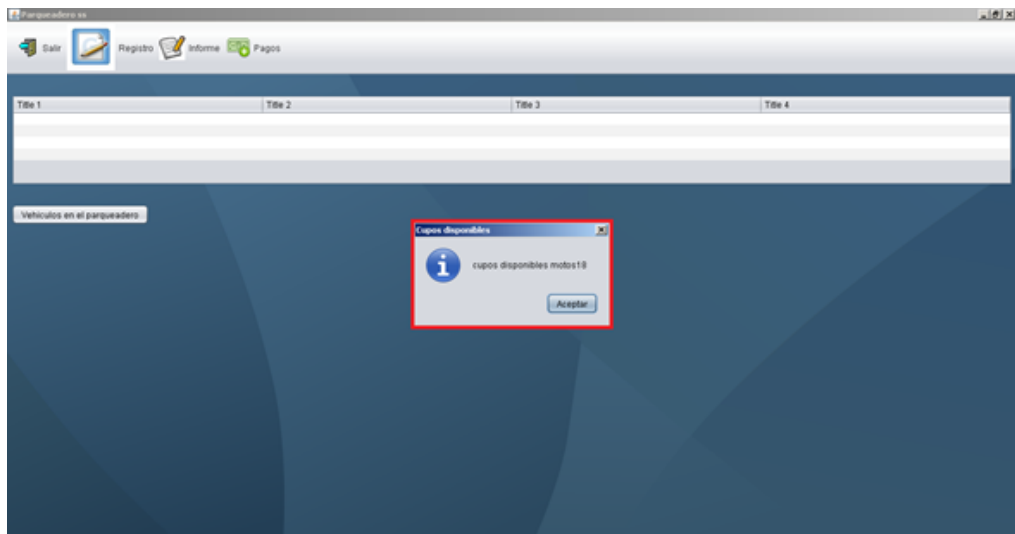 Parqueadero ss
Salir Registro Informe Pagos
Title 1 Title 2 Title 3 Title 4
Vehiculos en el parqueadero
Cupos disponibles
cupos disponibles motos18
Aceptar